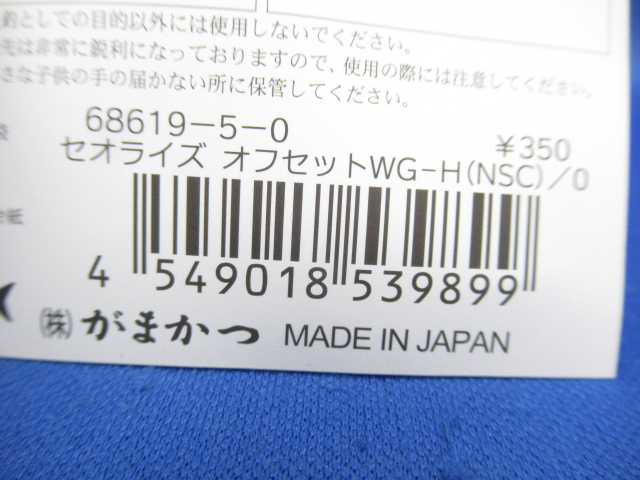 釣としての目的以外には使用しないでください。
先は非常に鋭利になっておりますので、使用の際には注意してください。
さな子供の手の届かない所に保管してください。
袋
68619-5-0
¥350
セオライズ オフセットWG-H(NSC)/0
紙
4 549018 539899
㈱がまかつ MADE IN JAPAN